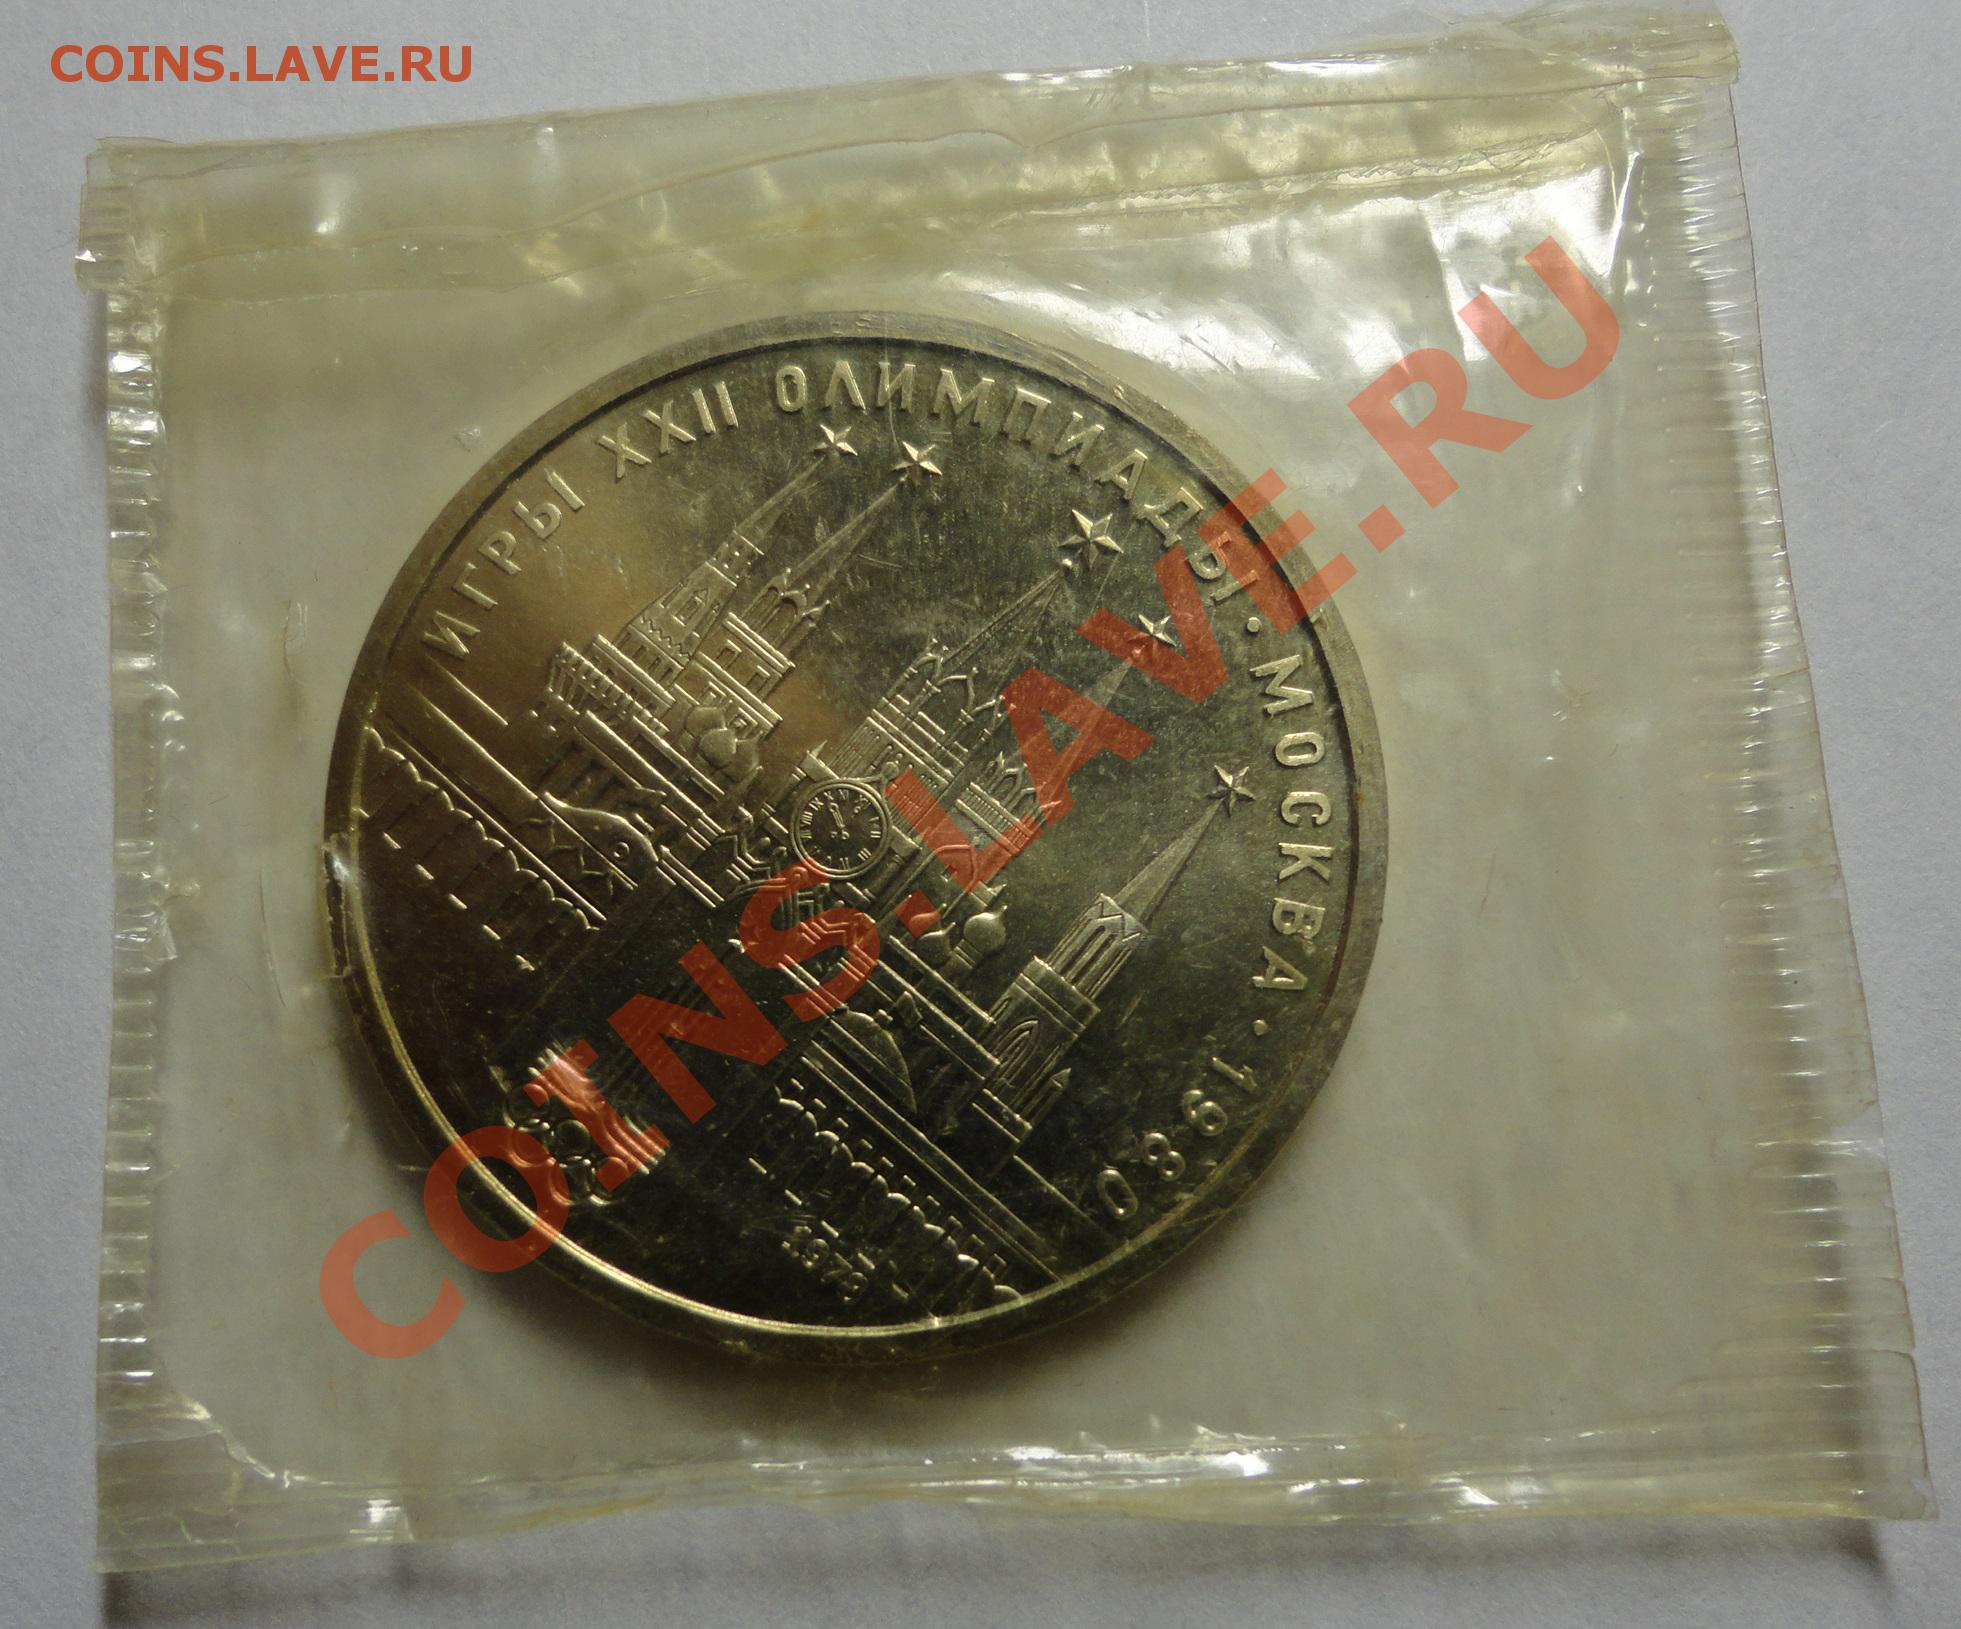 COINS.LAVE.RU
ИГРЫ XXII ОЛИМПИАДЫ · МОСКВА · 1980
COINS.LAVE.RU